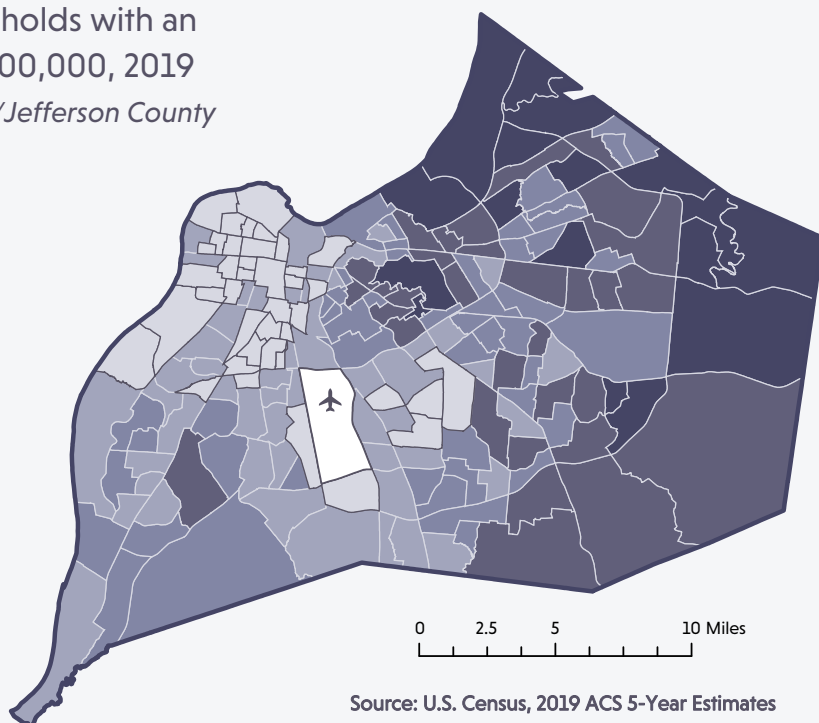 holds with an
00,000, 2019
/Jefferson County
0 2.5 5 10 Miles
Source: U.S. Census, 2019 ACS 5-Year Estimates